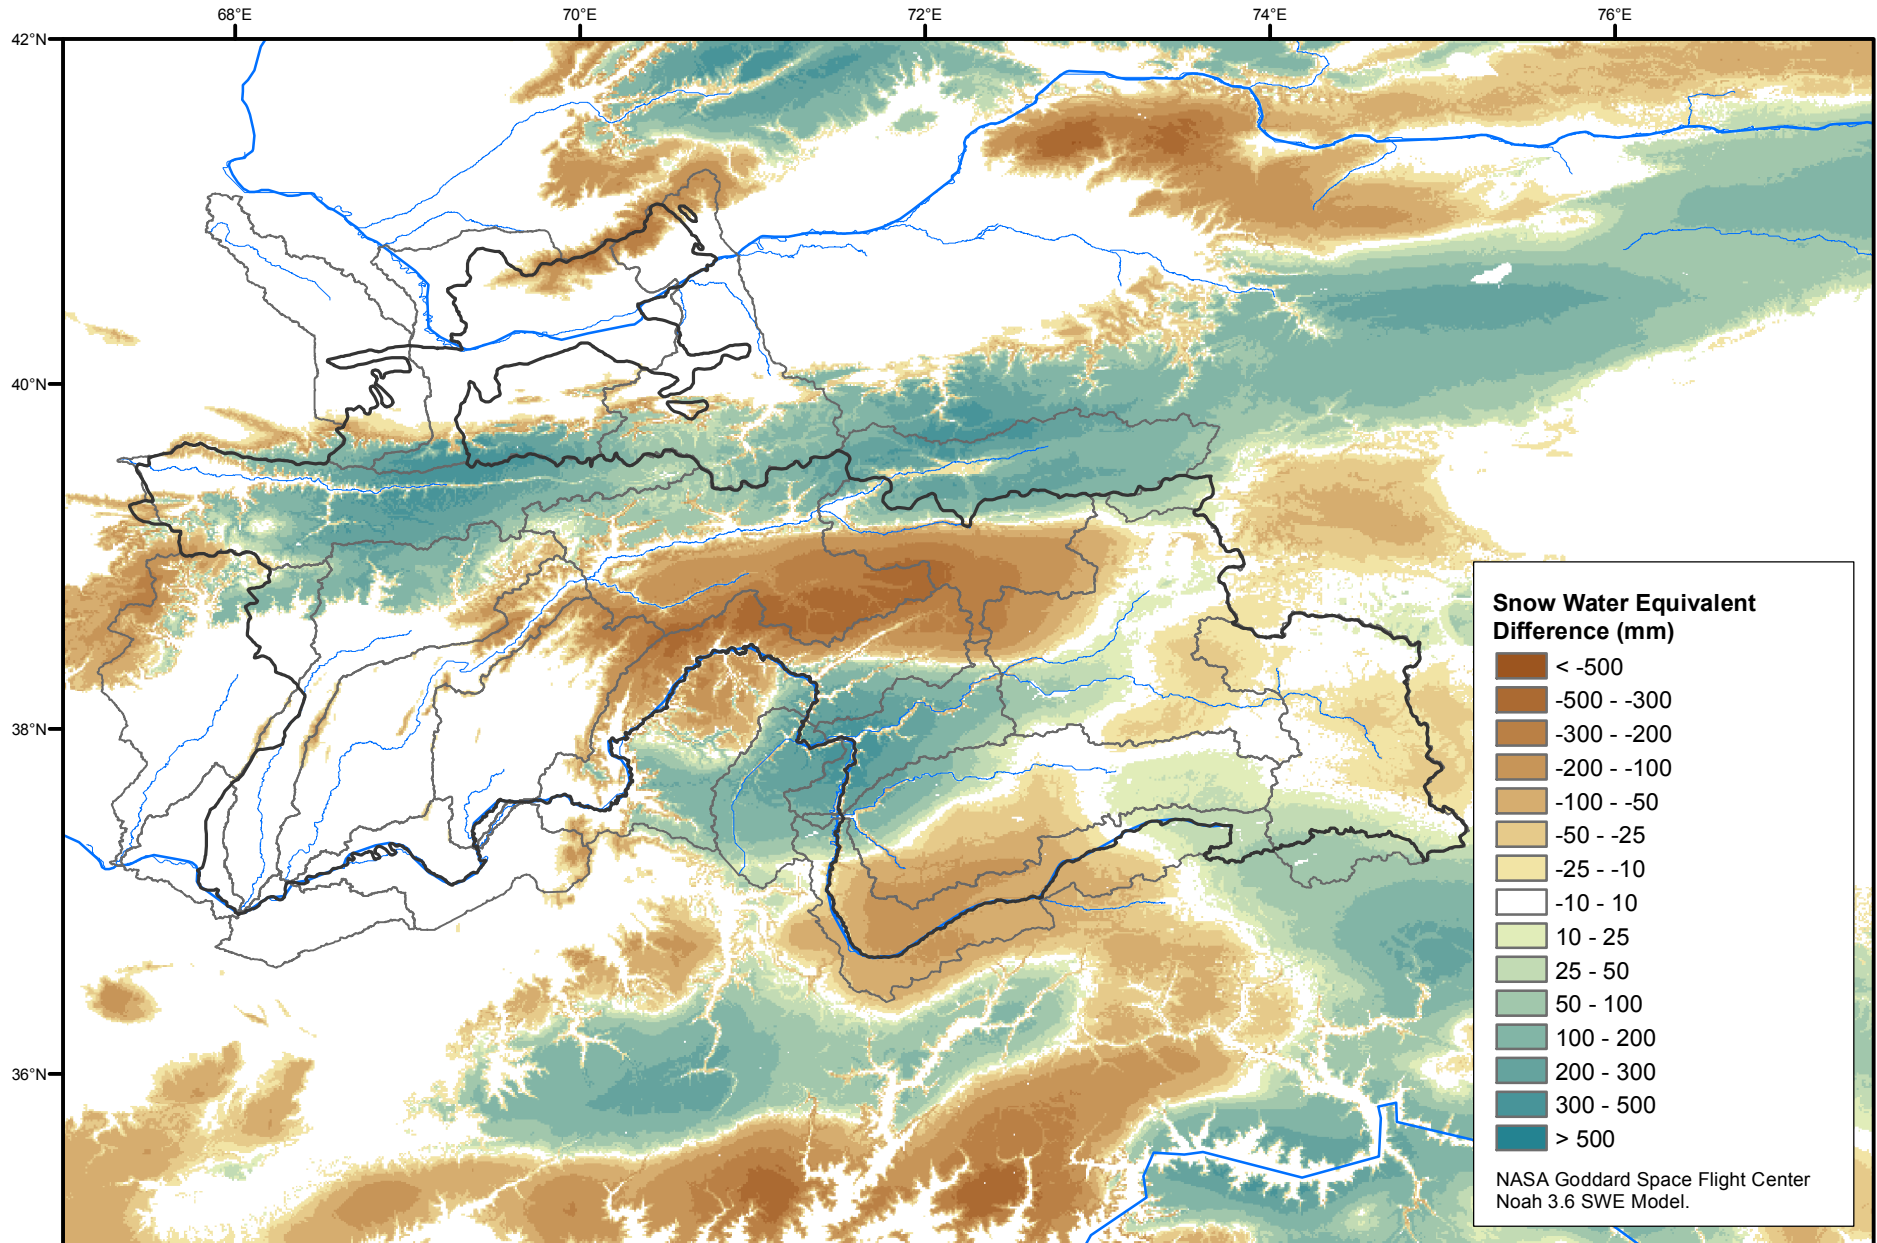 68°E
70°E
72°E
74°E
76°E
42°N
40°N
38°N
36°N
Snow Water Equivalent
Difference (mm)
< -500
-500 - -300
-300 - -200
-200 - -100
-100 - -50
-50 - -25
-25 - -10
-10 - 10
10 - 25
25 - 50
50 - 100
100 - 200
200 - 300
300 - 500
> 500
NASA Goddard Space Flight Center
Noah 3.6 SWE Model.